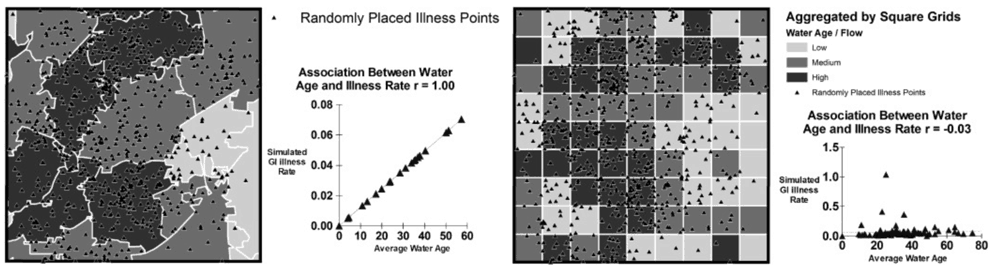 Randomly Placed Illness Points
Association Between Water
Age and Illness Rate r = 1.00
0.08
0.06
0.04
0.02
0.00
Simulated
GI illness
Rate
0 10 20 30 40 50 60
Average Water Age
Aggregated by Square Grids
Water Age / Flow
Low
Medium
High
Randomly Placed Illness Points
Association Between Water
Age and Illness Rate r = -0.03
1.5
1.0
0.5
0.0
Simulated
GI Illness
Rate
0 20 40 60 80
Average Water Age